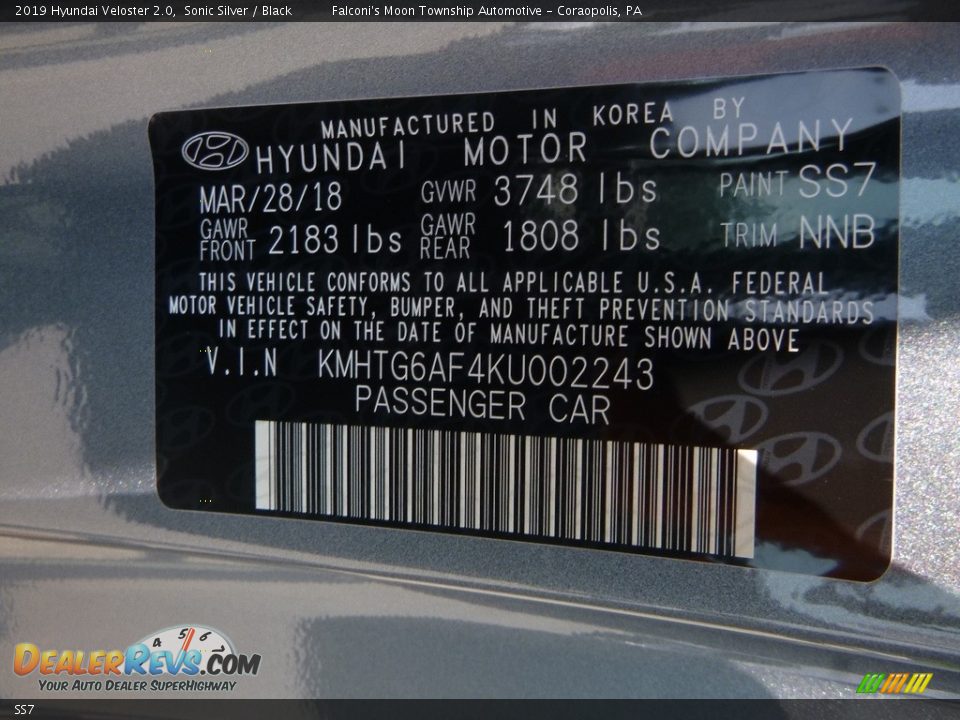 2019 Hyundai Veloster 2.0, Sonic Silver / Black Falconi's Moon Township Automotive - Coraopolis, PA
MANUFACTURED IN KOREA BY
HYUNDAI MOTOR COMPANY
MAR/28/18 GVWR 3748 lbs PAINT SS7
GAWR FRONT 2183 lbs GAWR REAR 1808 lbs TRIM NNB
THIS VEHICLE CONFORMS TO ALL APPLICABLE U.S.A. FEDERAL
MOTOR VEHICLE SAFETY, BUMPER, AND THEFT PREVENTION STANDARDS
IN EFFECT ON THE DATE OF MANUFACTURE SHOWN ABOVE
V.I.N KMHTG6AF4KU002243
PASSENGER CAR
4 5 6
DEALERREVS.COM
YOUR AUTO DEALER SUPERHIGHWAY
SS7